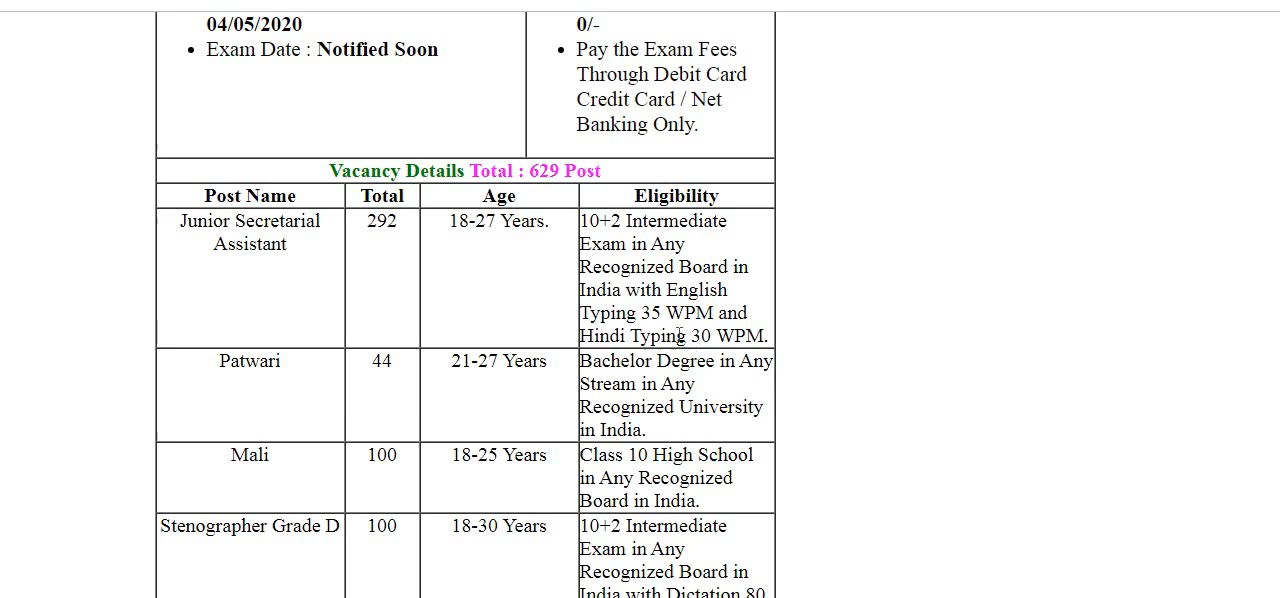 04/05/2020
• Exam Date : Notified Soon
0/-
• Pay the Exam Fees
Through Debit Card
Credit Card / Net
Banking Only.
Vacancy Details Total : 629 Post
Post Name Total Age Eligibility
Junior Secretarial
Assistant
292
18-27 Years.
10+2 Intermediate
Exam in Any
Recognized Board in
India with English
Typing 35 WPM and
Hindi Typing 30 WPM.
Patwari
44
21-27 Years
Bachelor Degree in Any
Stream in Any
Recognized University
in India.
Mali
100
18-25 Years
Class 10 High School
in Any Recognized
Board in India.
Stenographer Grade D
100
18-30 Years
10+2 Intermediate
Exam in Any
Recognized Board in
India with Dictation 80